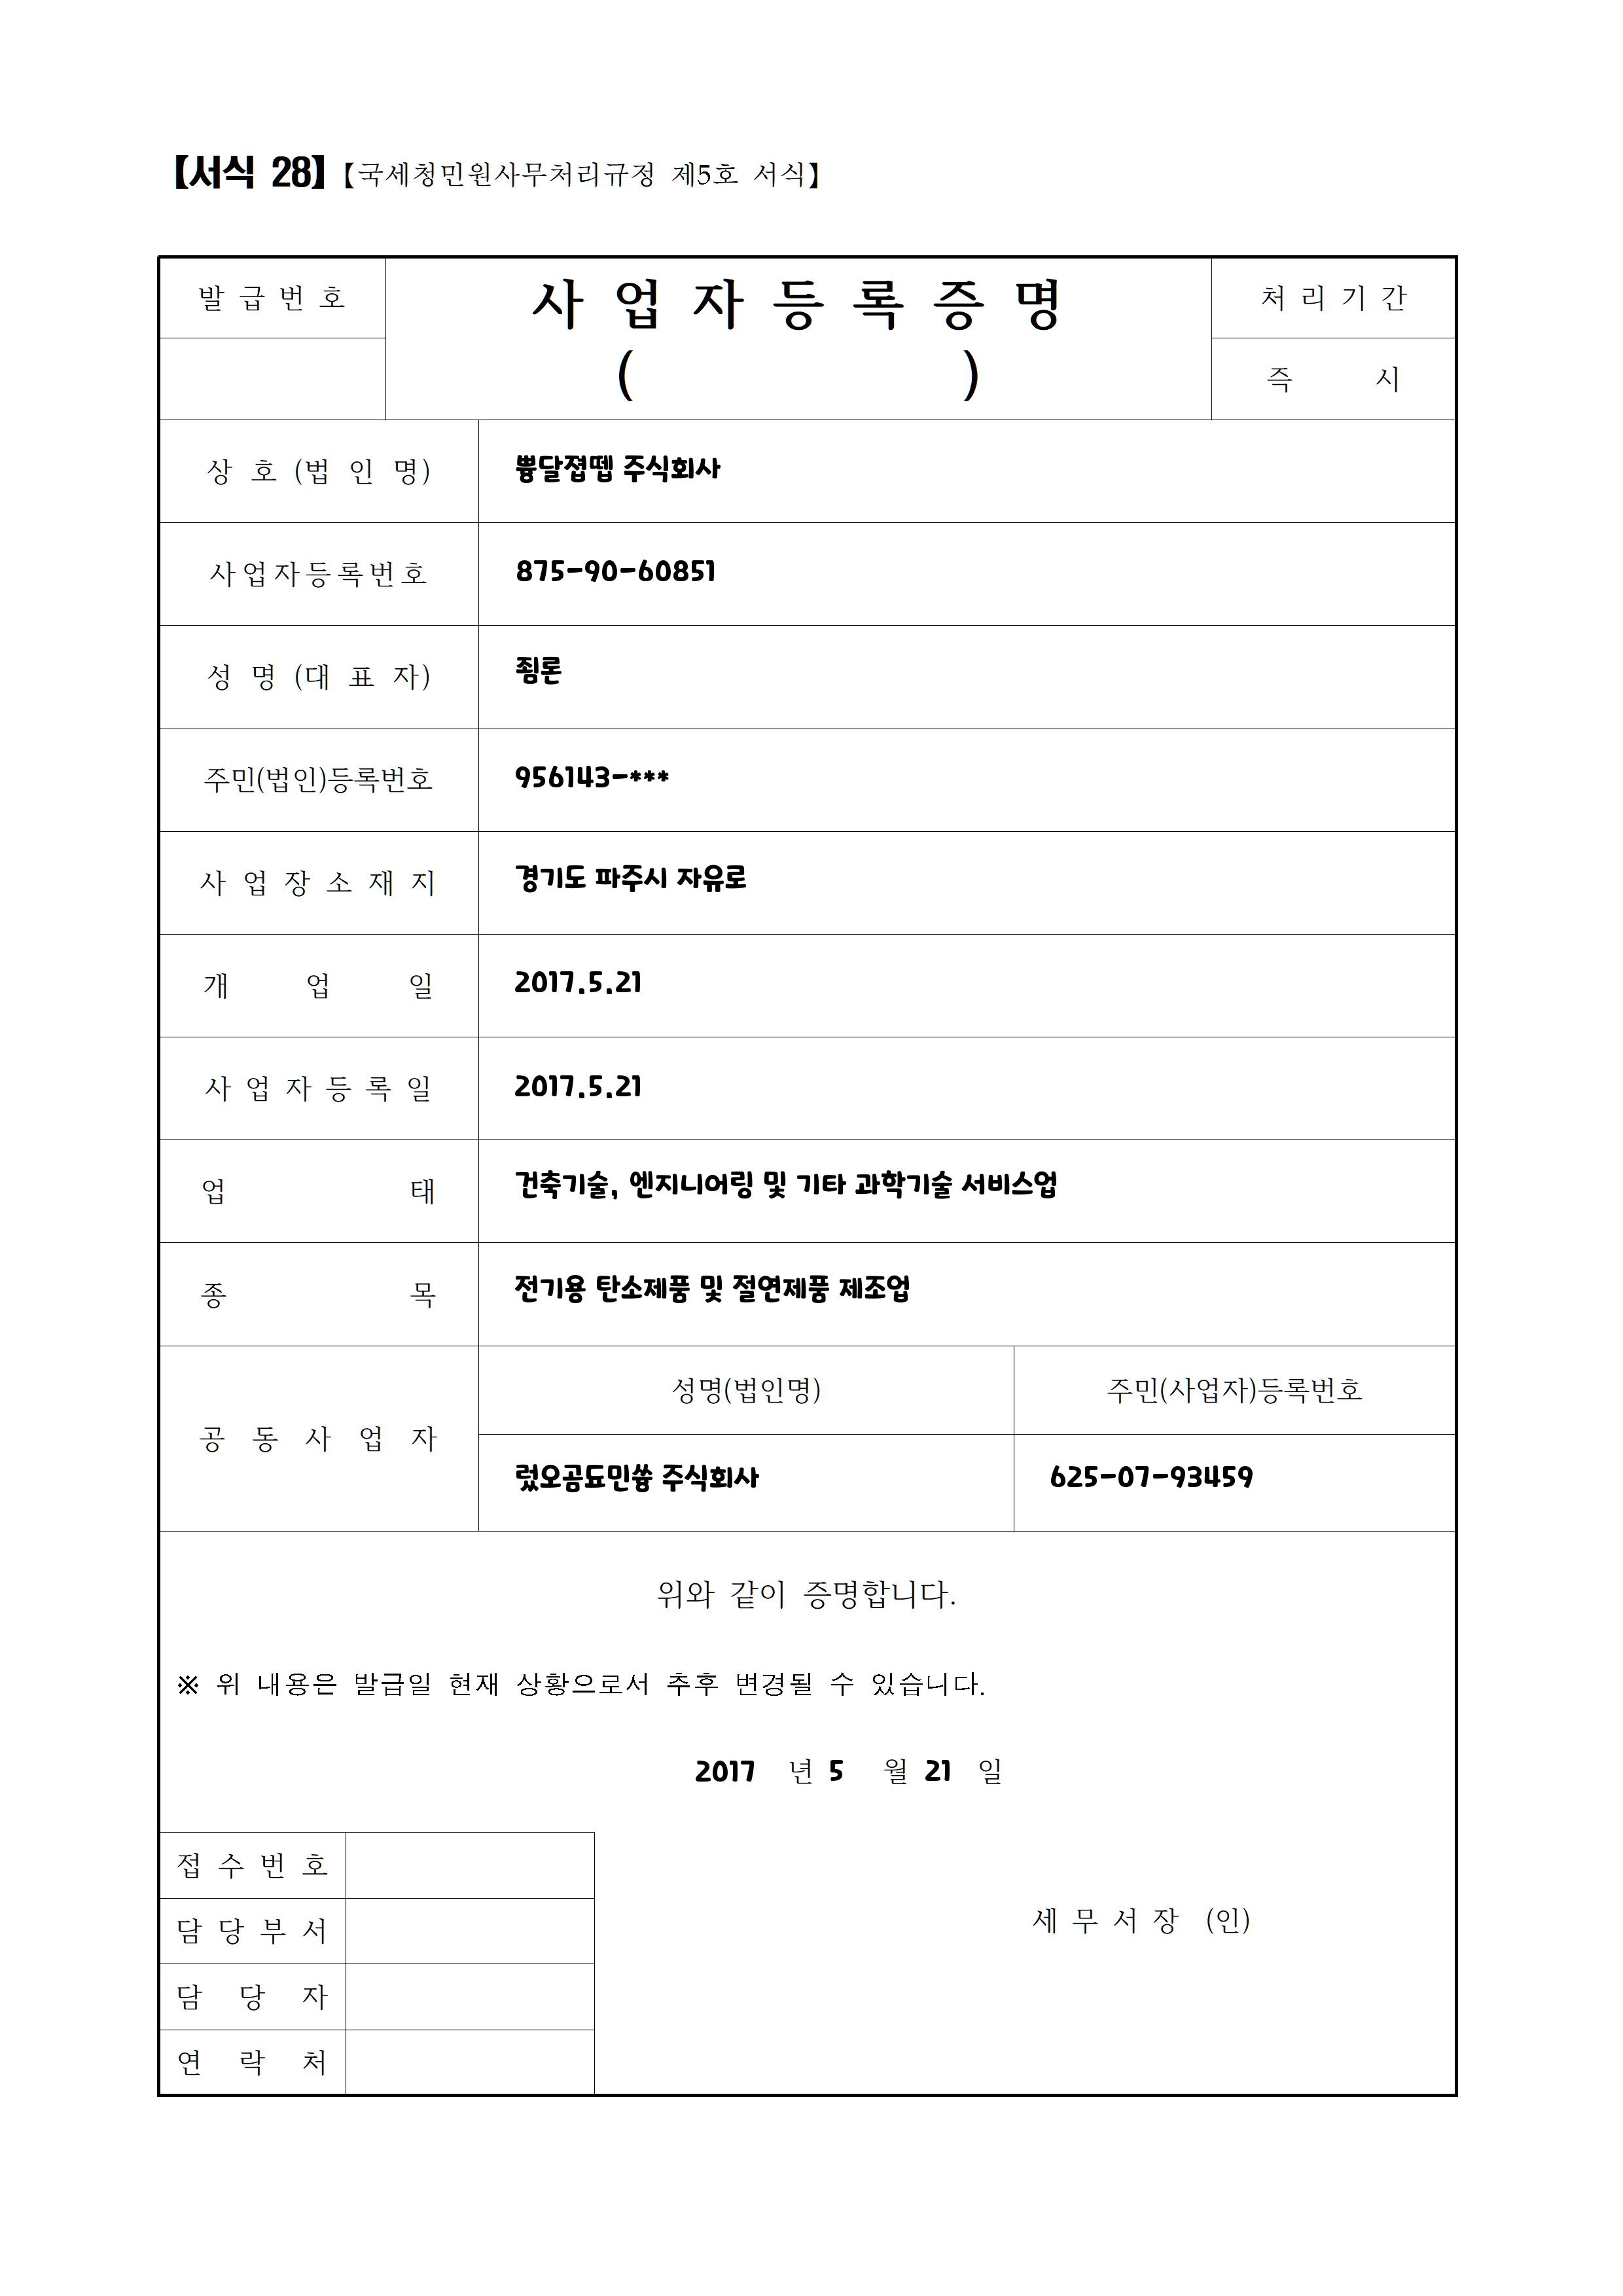 【서식 28】【국세청민원사무처리규정 제5호 서식】
발급번호
사업자등록증명
( )
처리기간
즉 시
상 호 (법 인 명)
주식회사
사업자등록번호
875-90-60851
성 명 (대 표 자)
죔론
주민(법인)등록번호
956143-***
사업장소재지
경기도 파주시 자유로
개 업 일
2017.5.21
사업자등록일
2017.5.21
업 태
건축기술, 엔지니어링 및 기타 과학기술 서비스업
종 목
전기용 탄소제품 및 절연제품 제조업
공동사업자
성명(법인명)
주민(사업자)등록번호
주식회사
625-07-93459
위와 같이 증명합니다.
※ 위 내용은 발급일 현재 상황으로서 추후 변경될 수 있습니다.
2017 년 5 월 21 일
접수번호
담당부서
담 당 자
연 락 처
세 무 서 장 (인)